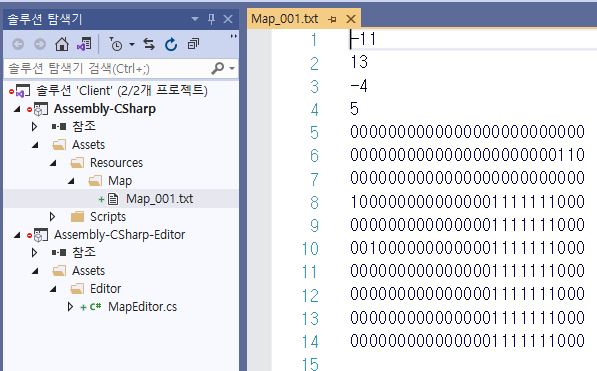 솔루션 탐색기
솔루션 탐색기 검색(Ctrl+;)
솔루션 'Client' (2/2개 프로젝트)
Assembly-CSharp
참조
Assets
Resources
Map
Map_001.txt
Scripts
Assembly-CSharp-Editor
참조
Assets
Editor
C# MapEditor.cs
Map_001.txt
1 -11
2 13
3 -4
4 5
5 0000000000000000000000000
6 0000000000000000000000110
7 0000000000000000000000000
8 1000000000000001111111000
9 0000000000000001111111000
10 0010000000000001111111000
11 0000000000000001111111000
12 0000000000000001111111000
13 0000000000000001111111000
14 0000000000000001111111000
15